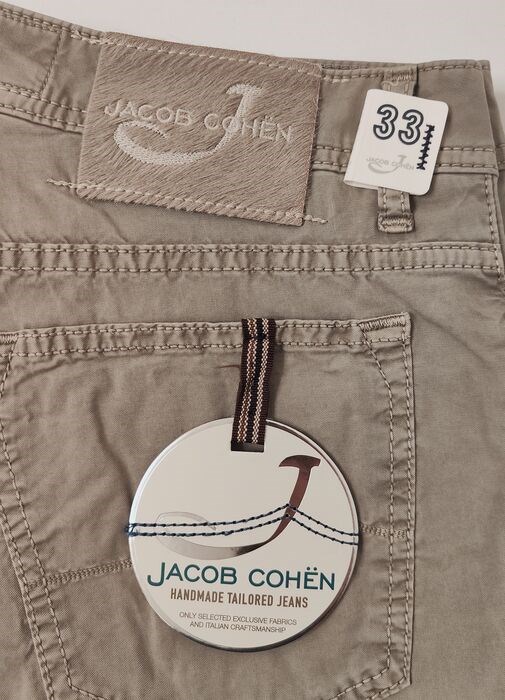 JACOB COHËN
33
JACOB COHËN
JACOB COHËN
HANDMADE TAILORED JEANS
ONLY SELECTED EXCLUSIVE FABRICS
AND ITALIAN CRAFTSMANSHIP